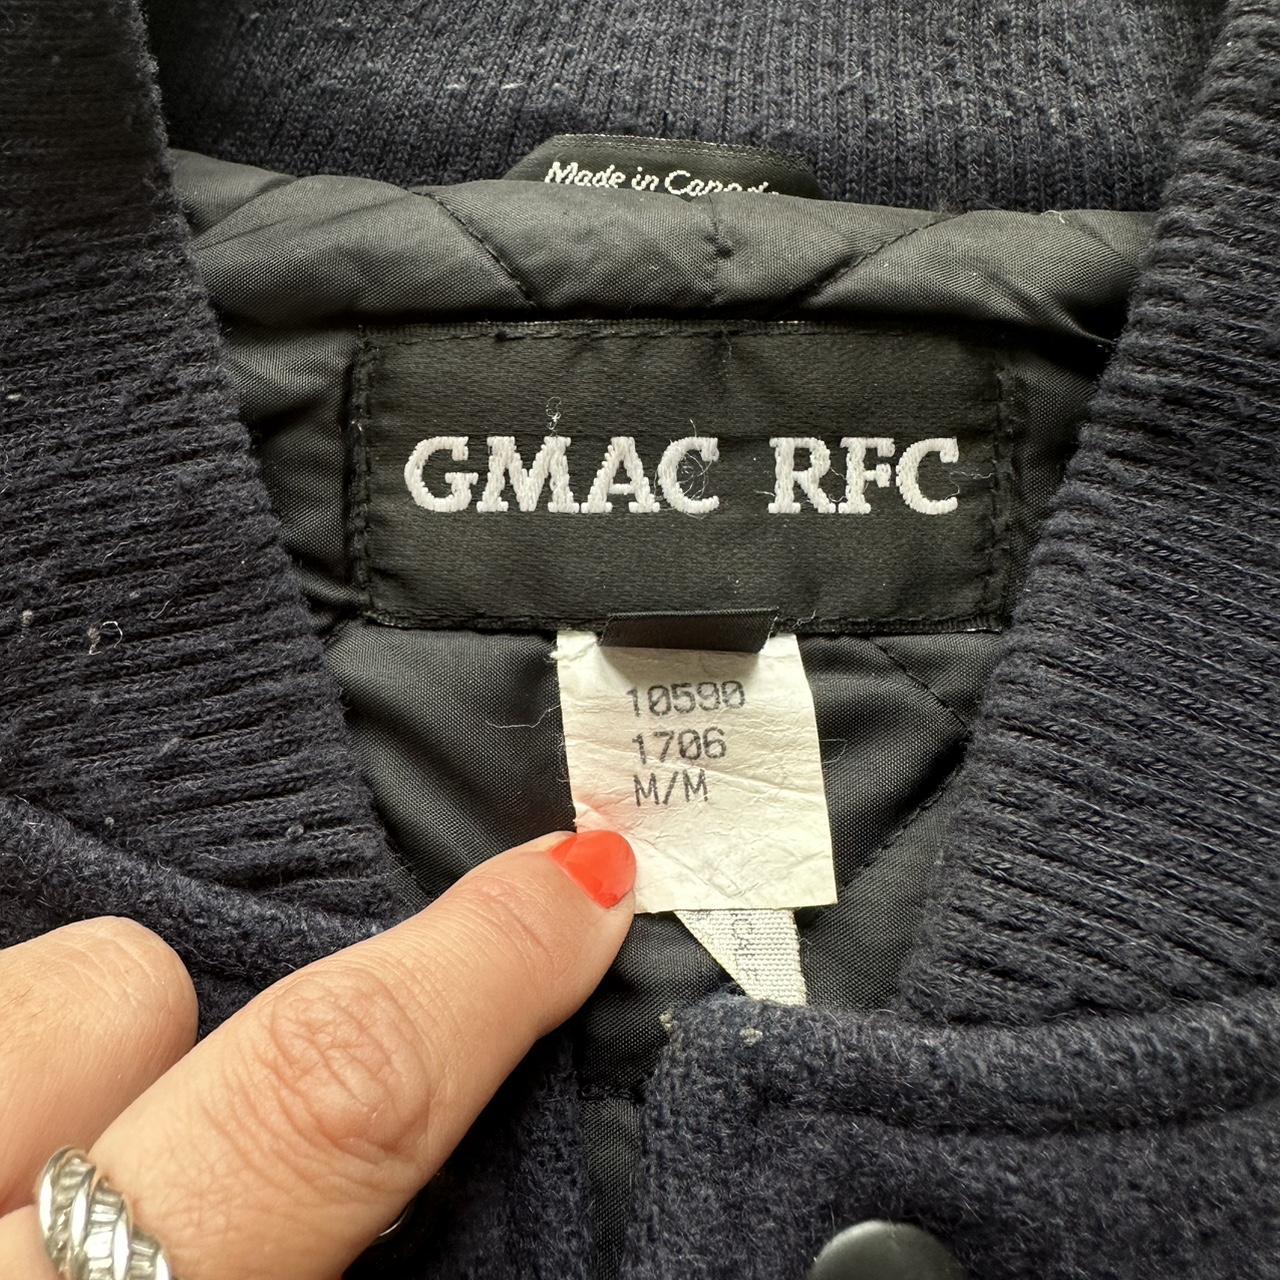 Made in Canada
GMAC RFC
10590
1706
M/M